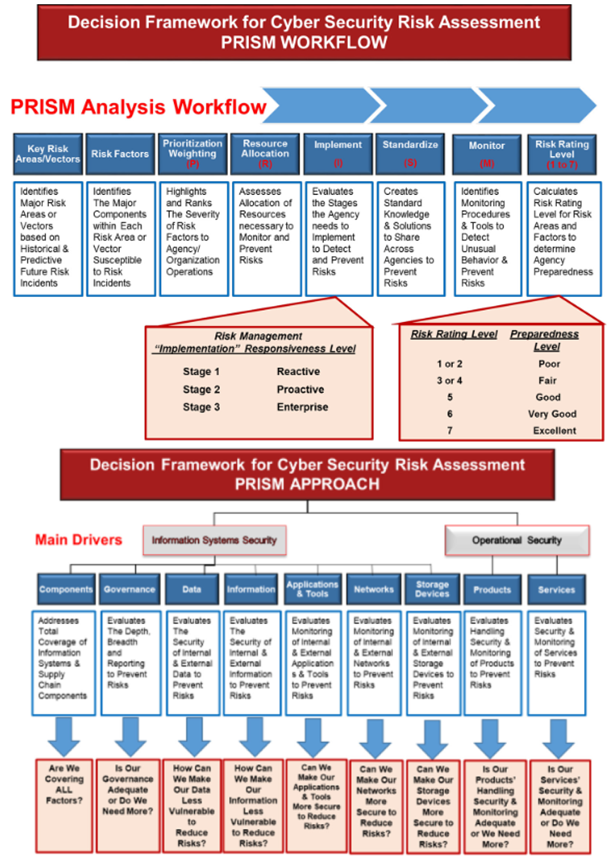 Decision Framework for Cyber Security Risk Assessment
PRISM WORKFLOW
PRISM Analysis Workflow
Key Risk
Areas/Vectors
Risk Factors
Prioritization
Weighting
(P)
Resource
Allocation
(R)
Implement
(I)
Standardize
(S)
Monitor
(M)
Risk Rating
Level
(1 to 7)
Identifies
Major Risk
Areas or
Vectors
based on
Historical &
Predictive
Future Risk
Incidents
Identifies
The Major
Components
within Each
Risk Area or
Vector
Susceptible
to Risk
Incidents
Highlights
and Ranks
The Severity
of Risk
Factors to
Agency/
Organization
Operations
Assesses
Allocation of
Resources
necessary to
Monitor and
Prevent
Risks
Evaluates
the Stages
the Agency
needs to
Implement
to Detect
and Prevent
Risks
Creates
Standard
Knowledge
& Solutions
to Share
Across
Agencies to
Prevent
Risks
Identifies
Monitoring
Procedures
& Tools to
Detect
Unusual
Behavior &
Prevent
Risks
Calculates
Risk Rating
Level for Risk
Areas and
Factors to
determine
Agency
Preparedness
Risk Management
“Implementation” Responsiveness Level
Stage 1 Reactive
Stage 2 Proactive
Stage 3 Enterprise
Risk Rating Level Preparedness
Level
1 or 2 Poor
3 or 4 Fair
5 Good
6 Very Good
7 Excellent
Decision Framework for Cyber Security Risk Assessment
PRISM APPROACH
Main Drivers
Information Systems Security
Operational Security
Components
Governance
Data
Information
Applications
& Tools
Networks
Storage
Devices
Products
Services
Addresses
Total
Coverage of
Information
Systems &
Supply
Chain
Components
Evaluates
The Depth,
Breadth
and
Reporting
to Prevent
Risks
Evaluates
The
Security
of Internal
& External
Data to
Prevent
Risks
Evaluates
The
Security of
Internal &
External
Information
to Prevent
Risks
Evaluates
Monitoring
of Internal
& External
Application
s & Tools
to Prevent
Risks
Evaluates
Monitoring
of Internal
& External
Networks
to Prevent
Risks
Evaluates
Monitoring
of Internal &
External
Storage
Devices to
Prevent
Risks
Evaluates
Handling
Security &
Monitoring
of Products
to Prevent
Risks
Evaluates
Security &
Monitoring
of Services
to Prevent
Risks
Are We
Covering
ALL
Factors?
Is Our
Governance
Adequate
or Do We
Need More?
How Can
We Make
Our Data
Less
Vulnerable
to
Reduce
Risks?
How Can
We Make
Our
Information
Less
Vulnerable
to Reduce
Risks?
Can We
Make Our
Applications
& Tools
More Secure
to Reduce
Risks?
Can We
Make Our
Networks
More
Secure to
Reduce
Risks?
Can We
Make Our
Storage
Devices
More
Secure to
Reduce
Risks?
Is Our
Products'
Handling
Security &
Monitoring
Adequate
or We Need
More?
Is Our
Services'
Security &
Monitoring
Adequate
or Do We
Need
More?